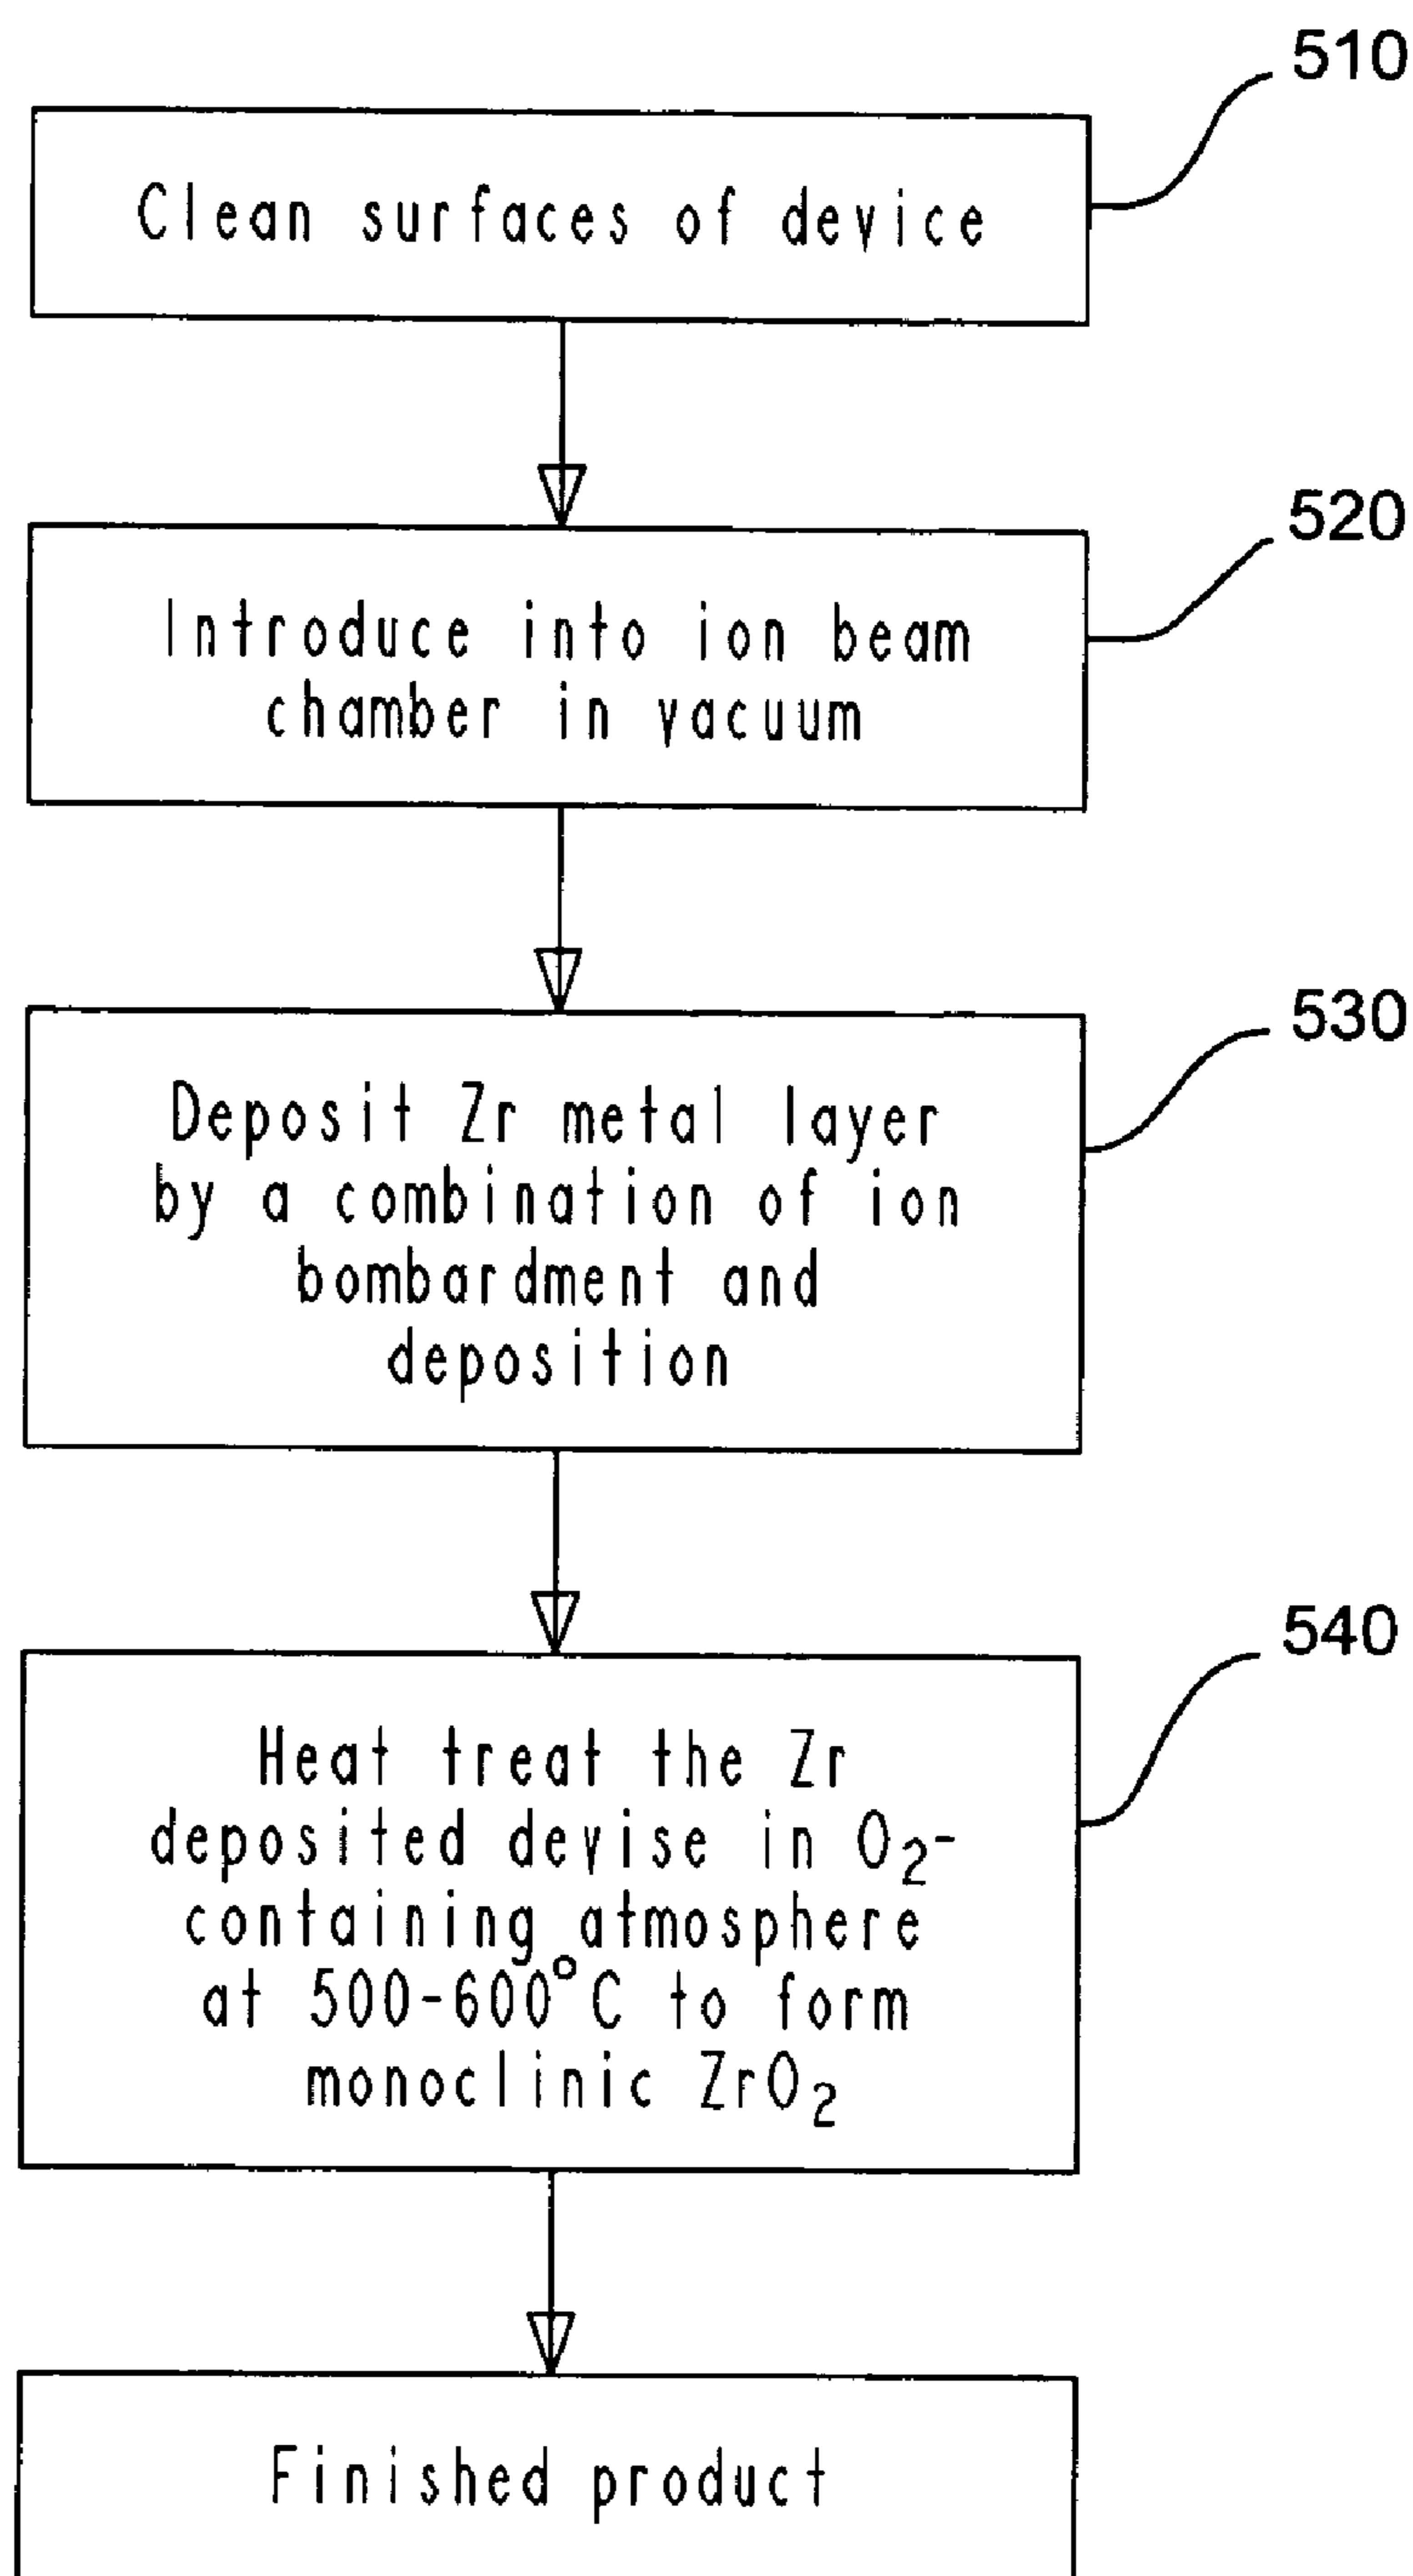 510
Clean surfaces of device
520
Introduce into ion beam
chamber in vacuum
530
Deposit Zr metal layer
by a combination of ion
bombardment and
deposition
540
Heat treat the Zr
deposited devise in O₂-
containing atmosphere
at 500-600°C to form
monoclinic ZrO₂
Finished product